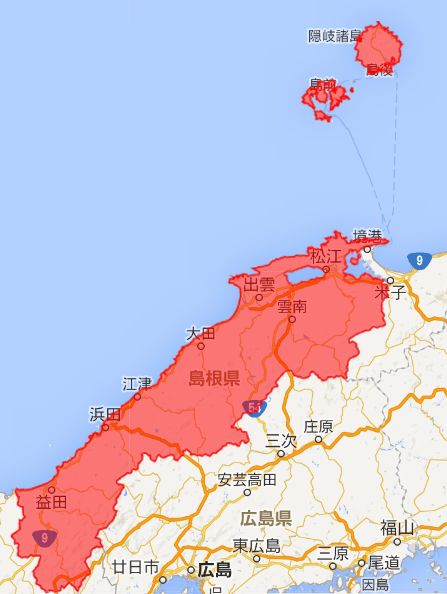 隠岐諸島
島後
島前
境港
9
松江
出雲
米子
雲南
大田
島根県
江津
54
浜田
庄原
三次
安芸高田
益田
広島県
9
福山
東広島
廿日市
三原
尾道
広島
因島